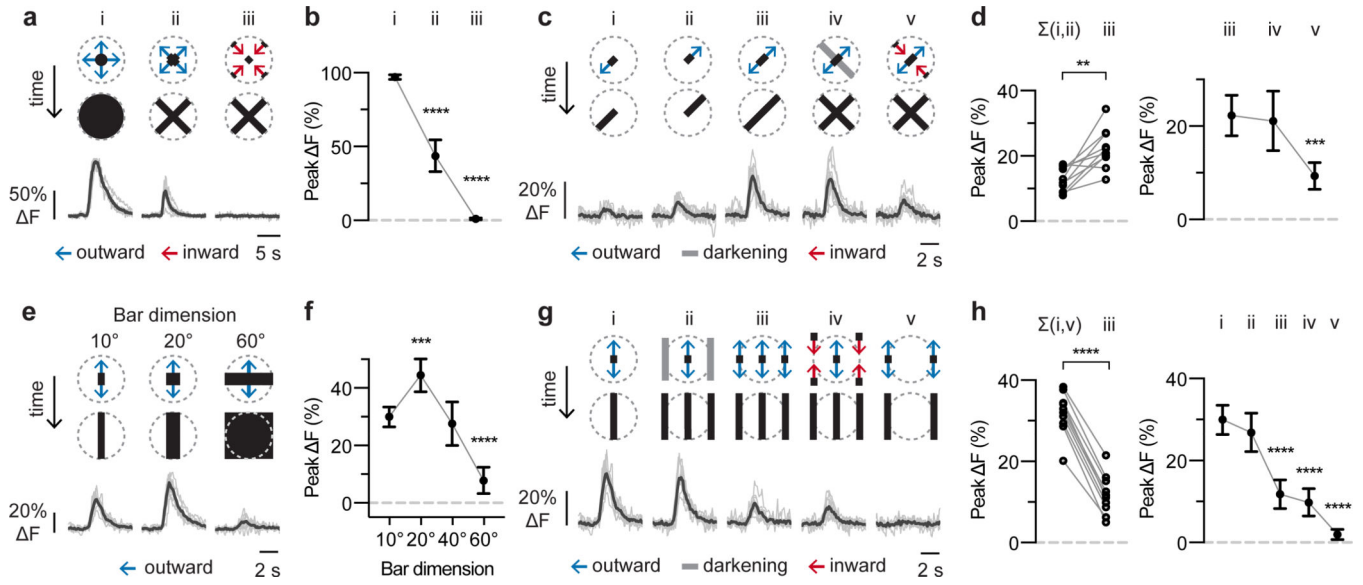 a i ii iii
time
50%
ΔF
← outward ← inward 5 s
b i ii iii
Peak ΔF (%)
100
50
0
****
****
c i ii iii iv v
time
20%
ΔF
← outward darkening ← inward 2 s
d Σ(i,ii) iii iii iv v
Peak ΔF (%)
40
20
0
**
Peak ΔF (%)
20
0
***
e Bar dimension
10° 20° 60°
time
20%
ΔF
← outward 2 s
f
Peak ΔF (%)
60
30
0
***
****
10° 20° 40° 60°
Bar dimension
g i ii iii iv v
time
20%
ΔF
← outward darkening ← inward 2 s
h Σ(i,v) iii i ii iii iv v
Peak ΔF (%)
40
20
0
****
Peak ΔF (%)
40
20
0
****
****
****